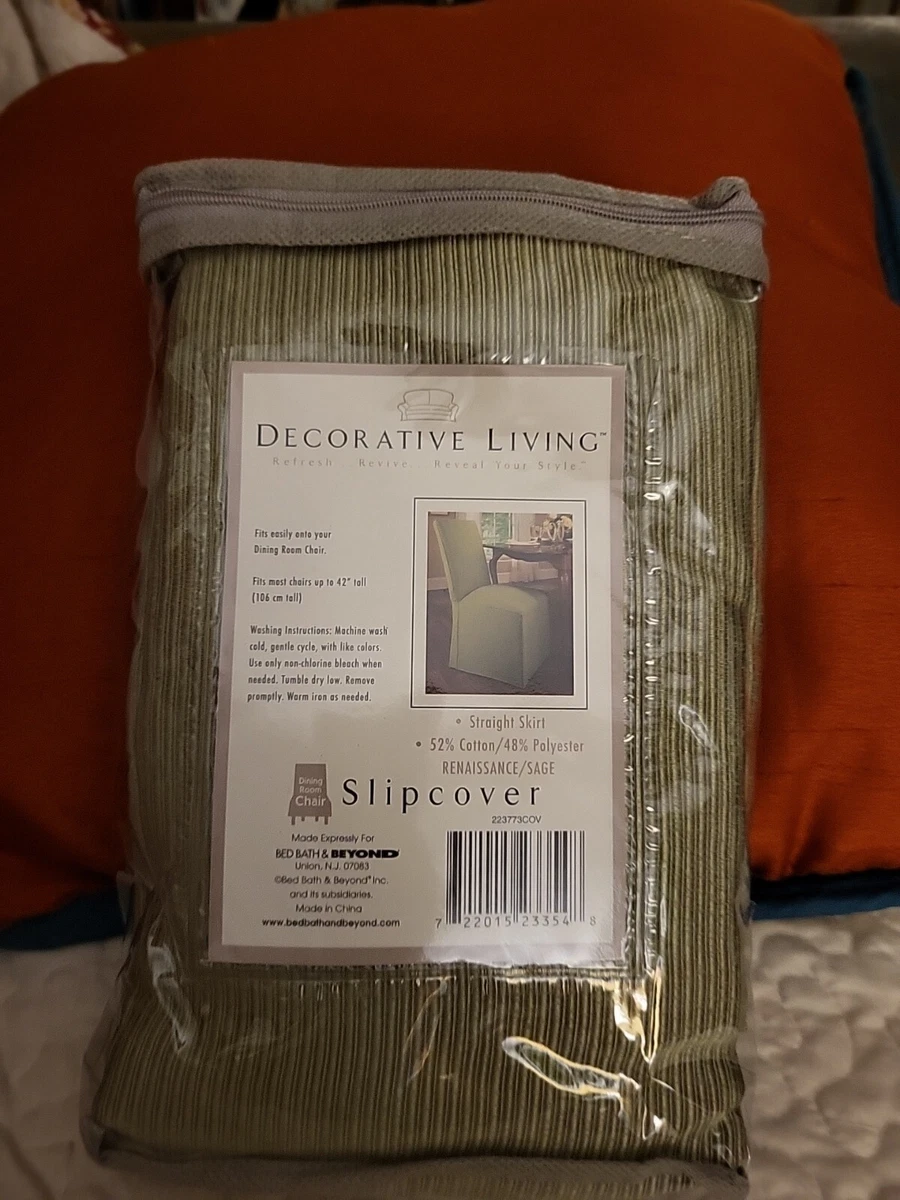 DECORATIVE LIVING™
Refresh... Revive... Reveal Your Style.™
Fits easily onto your
Dining Room Chair.
Fits most chairs up to 42" tall
(106 cm tall)
Washing Instructions: Machine wash
cold, gentle cycle, with like colors.
Use only non-chlorine bleach when
needed. Tumble dry low. Remove
promptly. Warm iron as needed.
• Straight Skirt
• 52% Cotton/48% Polyester
RENAISSANCE/SAGE
Dining
Room
Chair
Slipcover
223773COV
Made Expressly For
BED BATH & BEYOND®
Union, N.J. 07083
©Bed Bath & Beyond® Inc.
and its subsidiaries.
Made in China
www.bedbathandbeyond.com
7 22015 23354 8